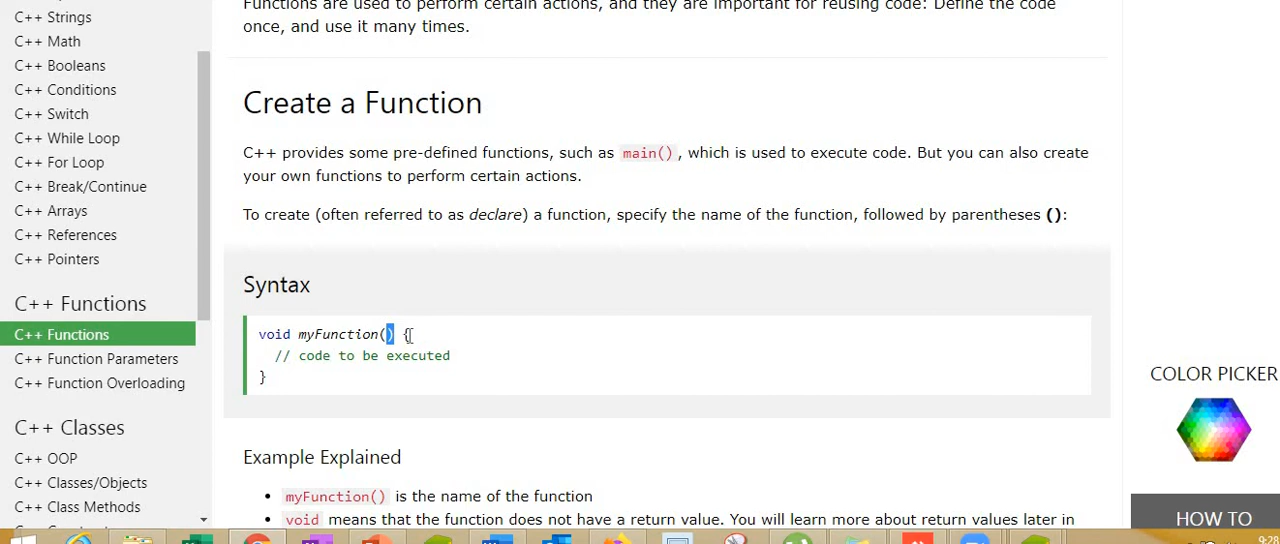 Functions are used to perform certain actions, and they are important for reusing code: Define the code
once, and use it many times.
Create a Function
C++ provides some pre-defined functions, such as main(), which is used to execute code. But you can also create
your own functions to perform certain actions.
To create (often referred to as declare) a function, specify the name of the function, followed by parentheses ():
Syntax
void myFunction() {
// code to be executed
}
Example Explained
• myFunction() is the name of the function
• void means that the function does not have a return value. You will learn more about return values later in
C++ Strings
C++ Math
C++ Booleans
C++ Conditions
C++ Switch
C++ While Loop
C++ For Loop
C++ Break/Continue
C++ Arrays
C++ References
C++ Pointers
C++ Functions
C++ Functions
C++ Function Parameters
C++ Function Overloading
C++ Classes
C++ OOP
C++ Classes/Objects
C++ Class Methods
COLOR PICKER
HOW TO
9:28